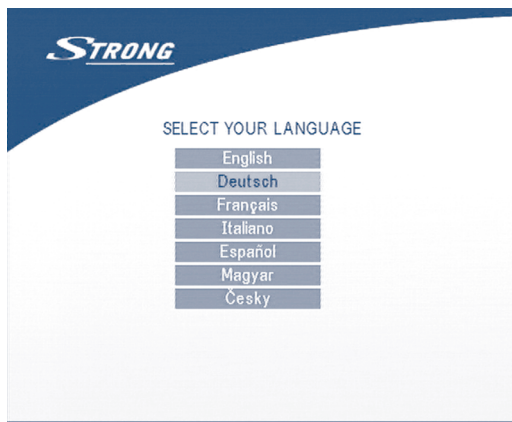 STRONG
SELECT YOUR LANGUAGE
English
Deutsch
Français
Italiano
Español
Magyar
Česky